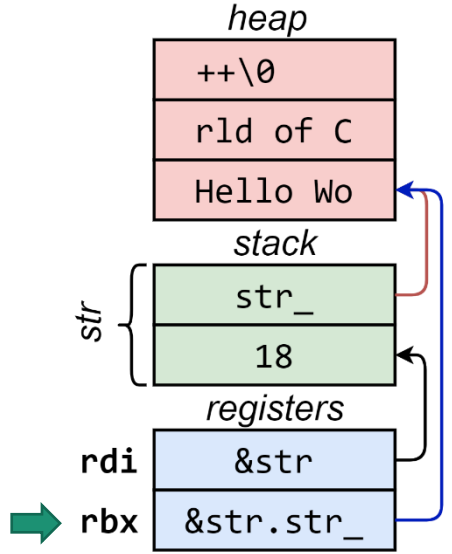 heap
++\0
rld of C
Hello Wo
stack
str
str_
18
registers
rdi &str
rbx &str.str_